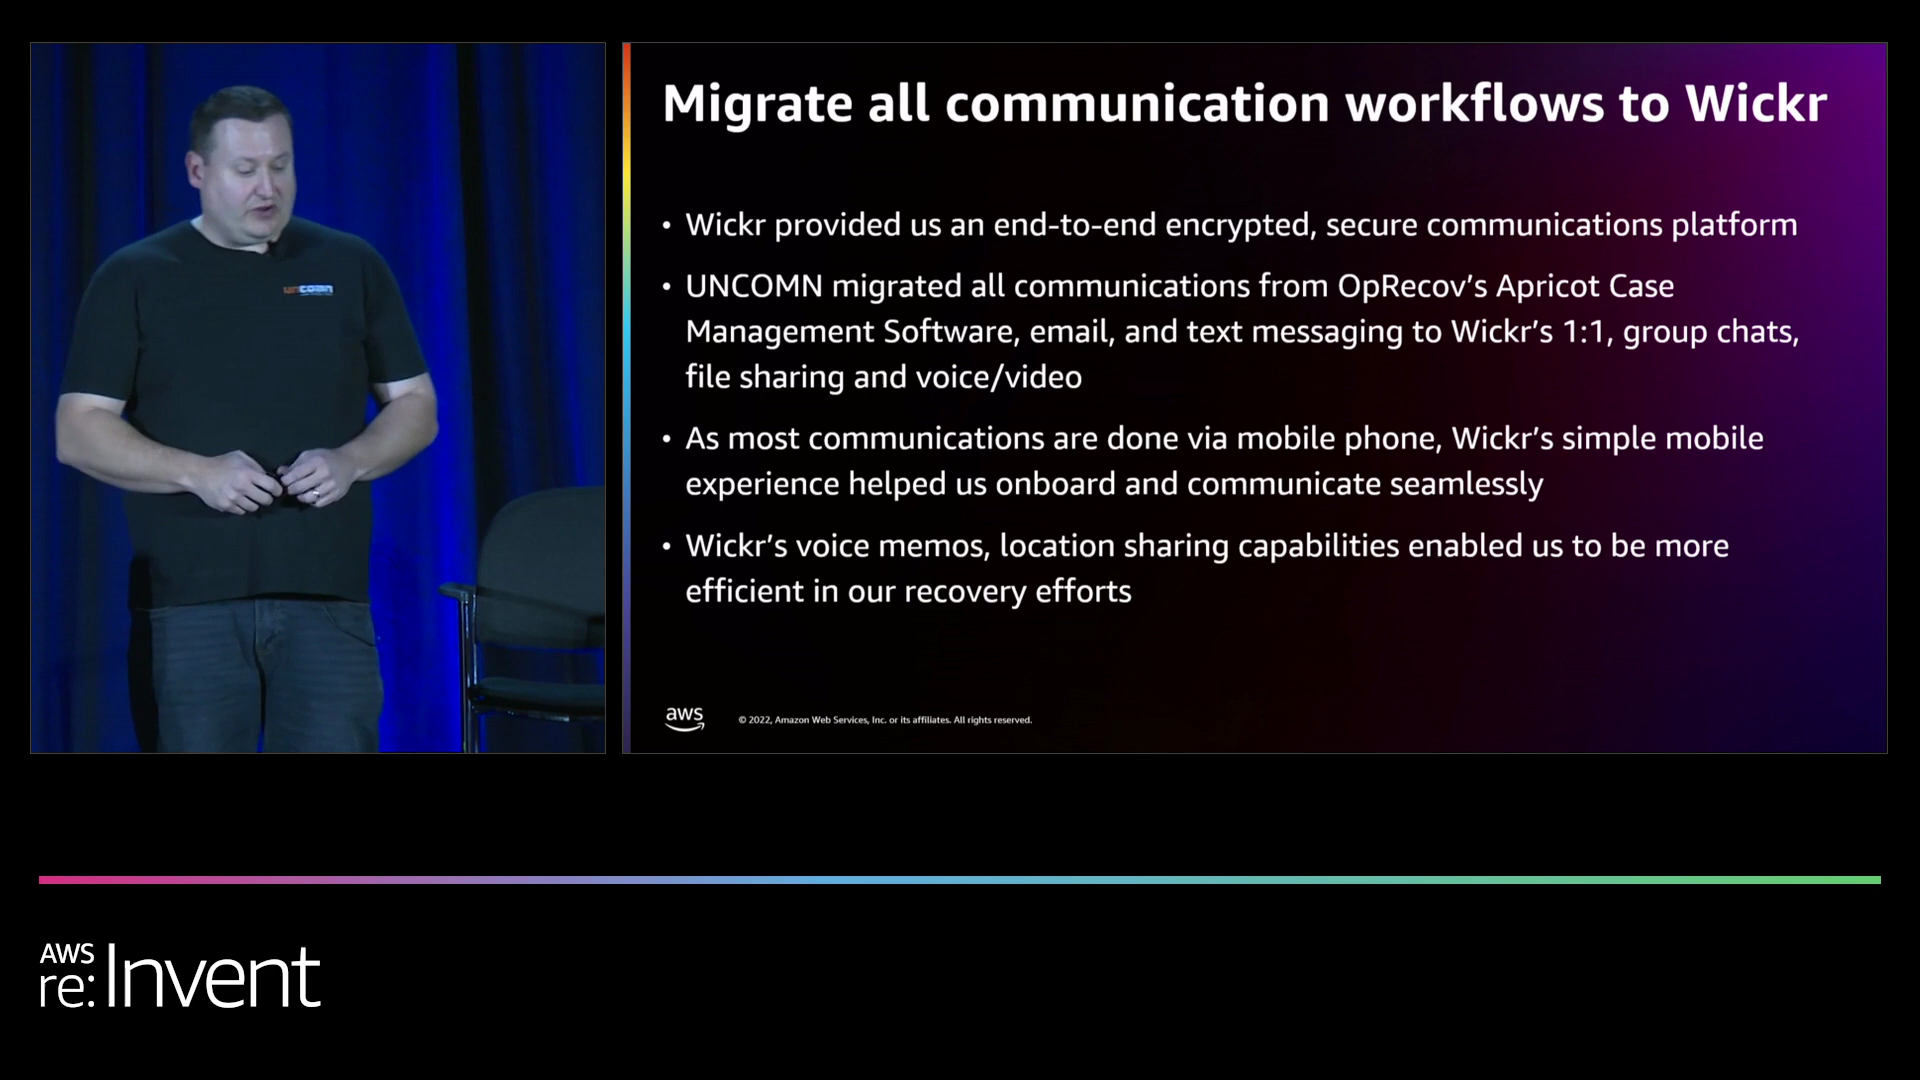 Migrate all communication workflows to Wickr
• Wickr provided us an end-to-end encrypted, secure communications platform
• UNCOMN migrated all communications from OpRecov’s Apricot Case
Management Software, email, and text messaging to Wickr’s 1:1, group chats,
file sharing and voice/video
• As most communications are done via mobile phone, Wickr’s simple mobile
experience helped us onboard and communicate seamlessly
• Wickr’s voice memos, location sharing capabilities enabled us to be more
efficient in our recovery efforts
aws
© 2022, Amazon Web Services, Inc. or its affiliates. All rights reserved.
uncomn
AWS
re:Invent